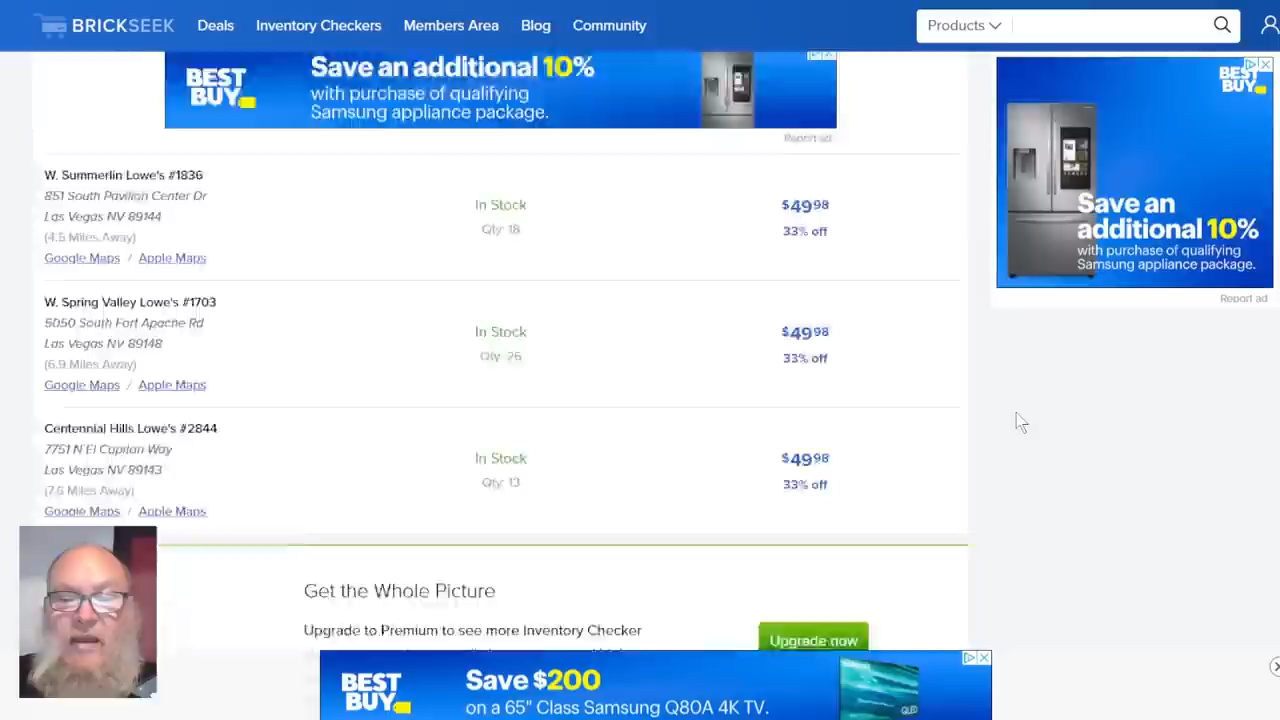 BRICKSEEK Deals Inventory Checkers Members Area Blog Community Products
BEST BUY
Save an additional 10%
with purchase of qualifying
Samsung appliance package.
Report ad
BEST BUY
Save an
additional 10%
with purchase of qualifying
Samsung appliance package.
Report ad
W. Summerlin Lowe's #1836
851 South Pavilion Center Dr
Las Vegas NV 89144
(4.5 Miles Away)
Google Maps / Apple Maps
In Stock
Qty: 18
$49.98
33% off
W. Spring Valley Lowe's #1703
5050 South Fort Apache Rd
Las Vegas NV 89148
(6.9 Miles Away)
Google Maps / Apple Maps
In Stock
Qty: 26
$49.98
33% off
Centennial Hills Lowe's #2844
7751 N El Capitan Way
Las Vegas NV 89143
(7.6 Miles Away)
Google Maps / Apple Maps
In Stock
Qty: 13
$49.98
33% off
Get the Whole Picture
Upgrade to Premium to see more Inventory Checker
Upgrade now
BEST BUY
Save $200
on a 65" Class Samsung Q80A 4K TV.
QLED